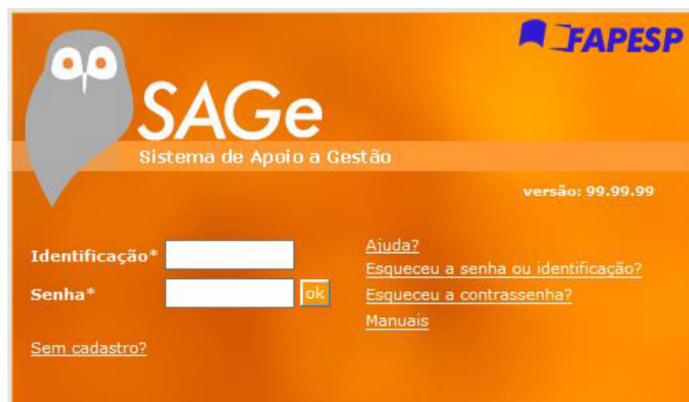 FAPESP
SAGe
Sistema de Apoio a Gestão
versão: 99.99.99
Identificação*
Senha*
ok
Sem cadastro?
Ajuda?
Esqueceu a senha ou identificação?
Esqueceu a contrassenha?
Manuais